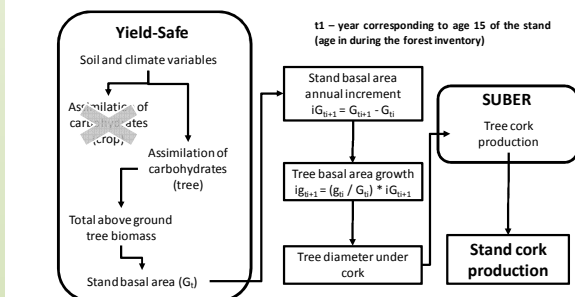 Yield-Safe
Soil and climate variables
Assimilation of
carbohydrates
(crop)
Assimilation of
carbohydrates
(tree)
Total above ground
tree biomass
Stand basal area (Gt)
t1 – year corresponding to age 15 of the stand
(age in during the forest inventory)
Stand basal area
annual increment
iGti+1 = Gti+1 - Gti
Tree basal area growth
igti+1 = (gti / Gti) * iGti+1
Tree diameter under
cork
SUBER
Tree cork
production
Stand cork
production